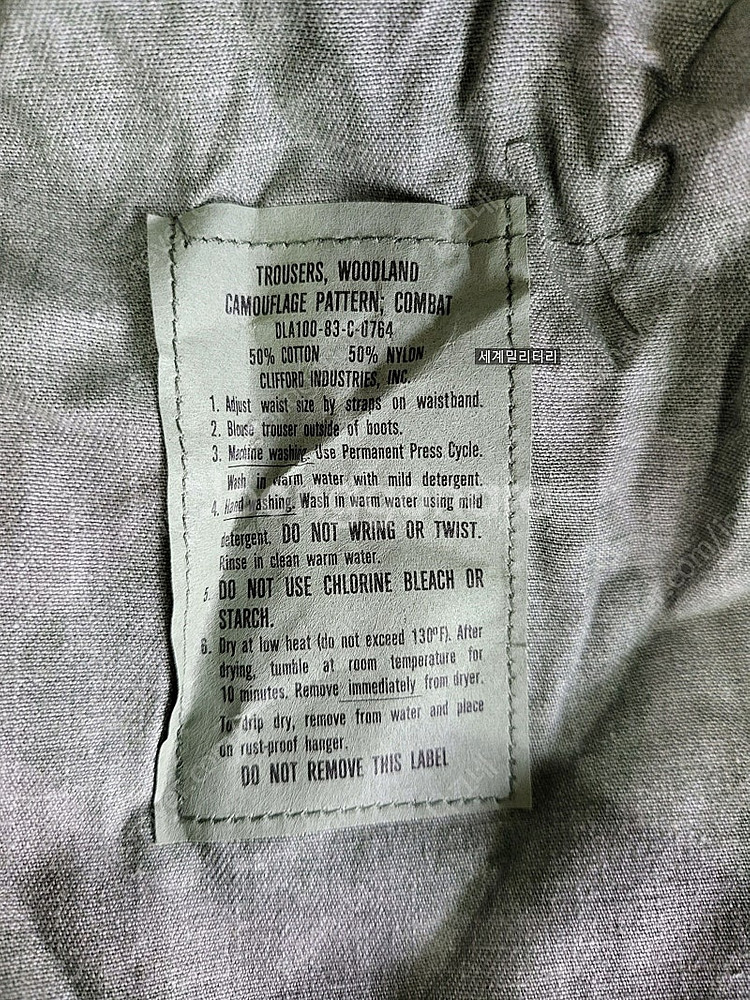 TROUSERS, WOODLAND
CAMOUFLAGE PATTERN; COMBAT
DLA100-83-C-0764
50% COTTON 50% NYLON
세계밀리터리
CLIFFORD INDUSTRIES, INC.
1. Adjust waist size by straps on waistband.
2. Blouse trouser outside of boots.
3. Machine washing. Use Permanent Press Cycle.
Wash in warm water with mild detergent.
4. Hand washing. Wash in warm water using mild
detergent. DO NOT WRING OR TWIST.
Rinse in clean warm water.
5. DO NOT USE CHLORINE BLEACH OR
STARCH.
6. Dry at low heat (do not exceed 130°F). After
drying, tumble at room temperature for
10 minutes. Remove immediately from dryer.
To drip dry, remove from water and place
on rust-proof hanger.
DO NOT REMOVE THIS LABEL